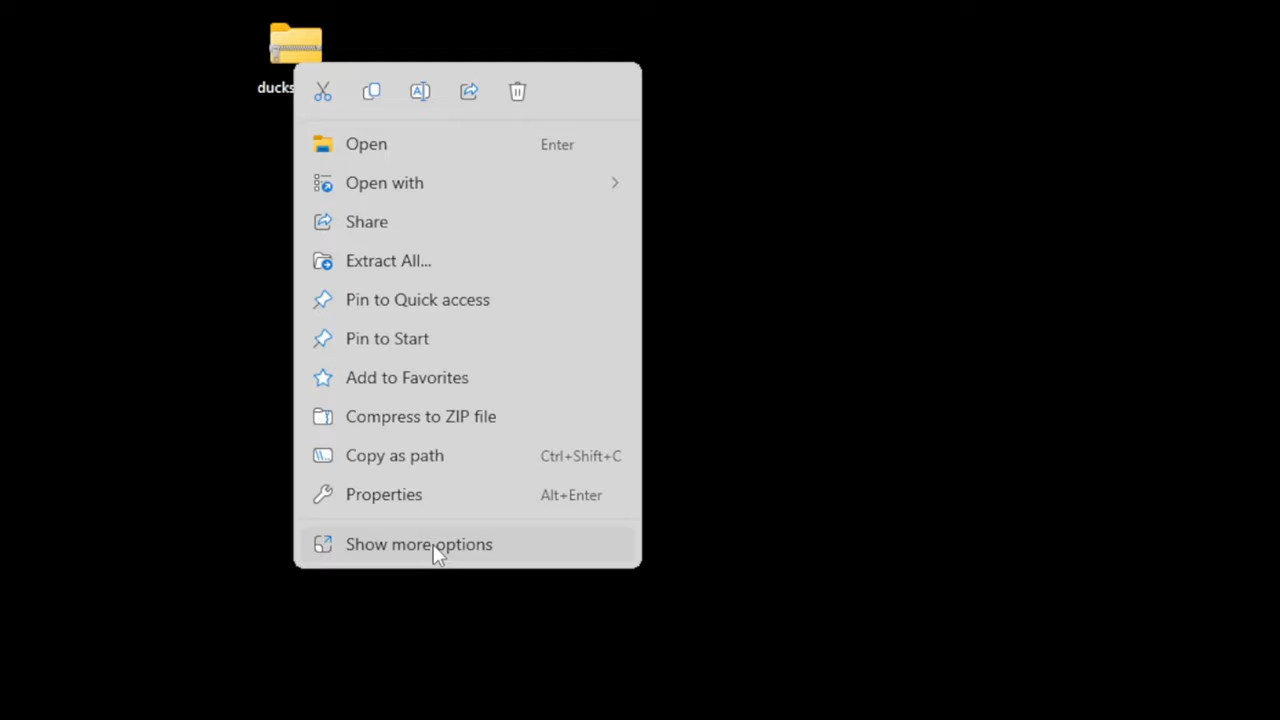 ducks
Open Enter
Open with
Share
Extract All...
Pin to Quick access
Pin to Start
Add to Favorites
Compress to ZIP file
Copy as path Ctrl+Shift+C
Properties Alt+Enter
Show more options